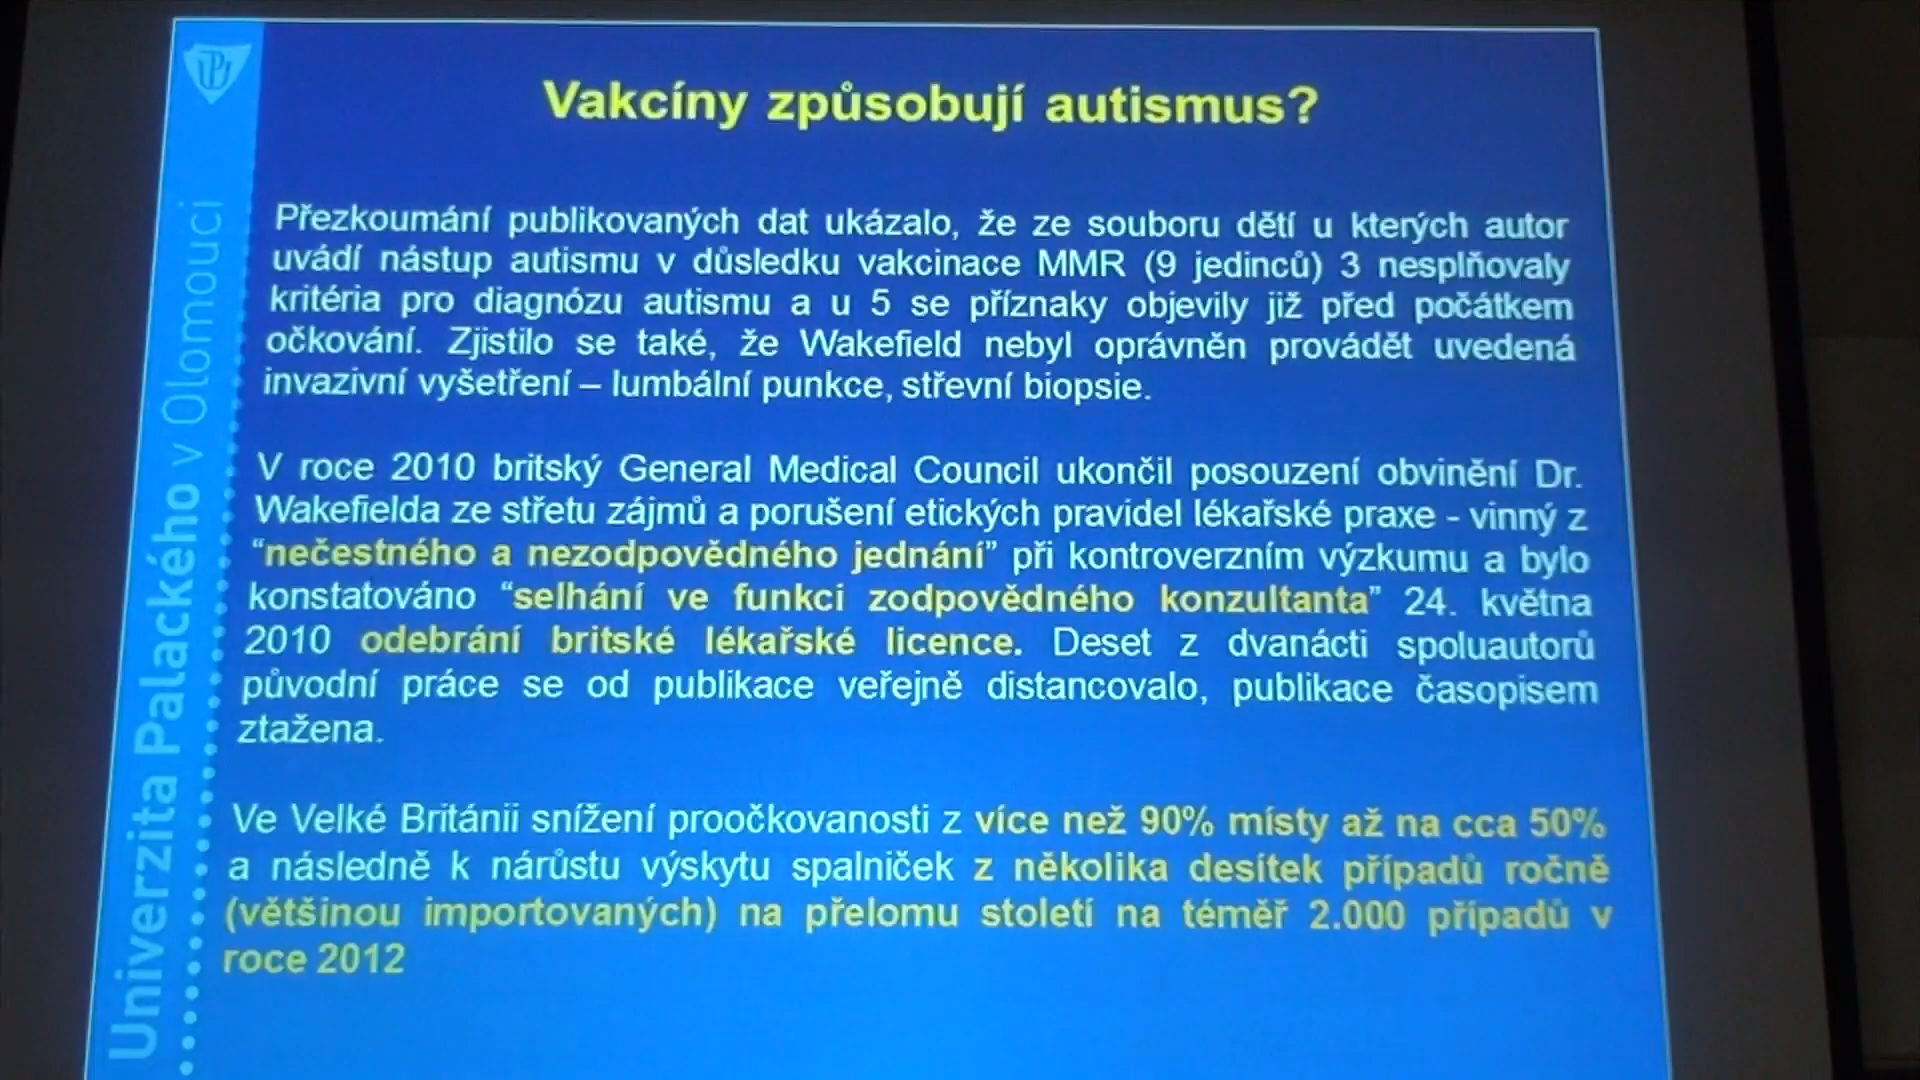 Vakcíny způsobují autismus?
Přezkoumání publikovaných dat ukázalo, že ze souboru dětí u kterých autor
uvádí nástup autismu v důsledku vakcinace MMR (9 jedinců) 3 nesplňovaly
kritéria pro diagnózu autismu a u 5 se příznaky objevily již před počátkem
očkování. Zjistilo se také, že Wakefield nebyl oprávněn provádět uvedená
invazivní vyšetření – lumbální punkce, střevní biopsie.
V roce 2010 britský General Medical Council ukončil posouzení obvinění Dr.
Wakefielda ze střetu zájmů a porušení etických pravidel lékařské praxe - vinný z
“nečestného a nezodpovědného jednání” při kontroverzním výzkumu a bylo
konstatováno “selhání ve funkci zodpovědného konzultanta” 24. května
2010 odebrání britské lékařské licence. Deset z dvanácti spoluautorů
původní práce se od publikace veřejně distancovalo, publikace časopisem
ztažena.
Ve Velké Británii snížení proočkovanosti z více než 90% místy až na cca 50%
a následně k nárůstu výskytu spalniček z několika desítek případů ročně
(většinou importovaných) na přelomu století na téměř 2.000 případů v
roce 2012
Univerzita Palackého v Olomouci
UP